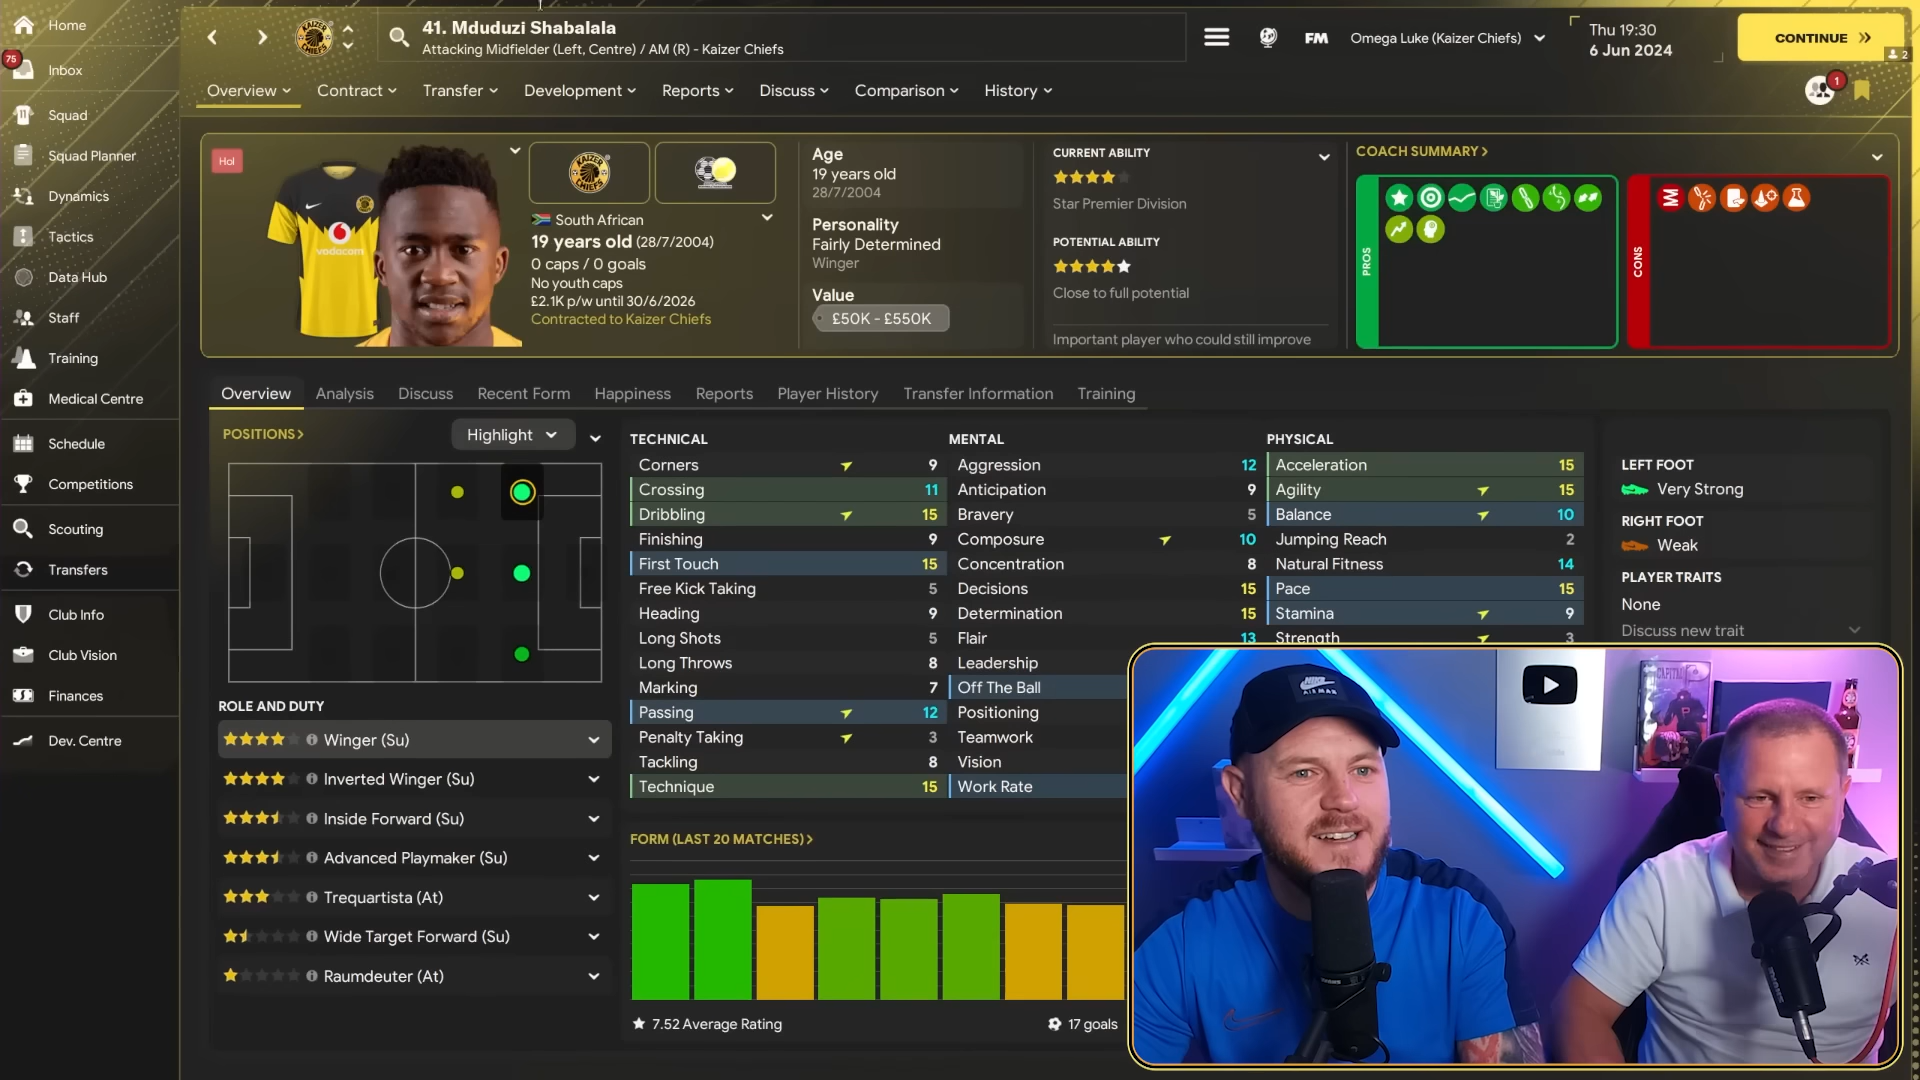 Home
75
Inbox
Squad
Squad Planner
Dynamics
Tactics
Data Hub
Staff
Training
Medical Centre
Schedule
Competitions
Scouting
Transfers
Club Info
Club Vision
Finances
Dev. Centre
41. Mduduzi Shabalala
Attacking Midfielder (Left, Centre) / AM (R) - Kaizer Chiefs
FM
Omega Luke (Kaizer Chiefs)
Thu 19:30
6 Jun 2024
CONTINUE
2
Overview
Contract
Transfer
Development
Reports
Discuss
Comparison
History
1
Hol
vodacom
South African
19 years old (28/7/2004)
0 caps / 0 goals
No youth caps
£2.1K p/w until 30/6/2026
Contracted to Kaizer Chiefs
Age
19 years old
28/7/2004
Personality
Fairly Determined
Winger
Value
£50K - £550K
CURRENT ABILITY
Star Premier Division
POTENTIAL ABILITY
Close to full potential
Important player who could still improve
COACH SUMMARY
PROS
CONS
Overview
Analysis
Discuss
Recent Form
Happiness
Reports
Player History
Transfer Information
Training
POSITIONS
Highlight
ROLE AND DUTY
Winger (Su)
Inverted Winger (Su)
Inside Forward (Su)
Advanced Playmaker (Su)
Trequartista (At)
Wide Target Forward (Su)
Raumdeuter (At)
TECHNICAL
Corners 9
Crossing 11
Dribbling 15
Finishing 9
First Touch 15
Free Kick Taking 5
Heading 9
Long Shots 5
Long Throws 8
Marking 7
Passing 12
Penalty Taking 3
Tackling 8
Technique 15
MENTAL
Aggression 12
Anticipation 9
Bravery 5
Composure 10
Concentration 8
Decisions 15
Determination 15
Flair 13
Leadership
Off The Ball
Positioning
Teamwork
Vision
Work Rate
PHYSICAL
Acceleration 15
Agility 15
Balance 10
Jumping Reach 2
Natural Fitness 14
Pace 15
Stamina 9
Strength 3
LEFT FOOT
Very Strong
RIGHT FOOT
Weak
PLAYER TRAITS
None
Discuss new trait
FORM (LAST 20 MATCHES)
7.52 Average Rating
17 goals